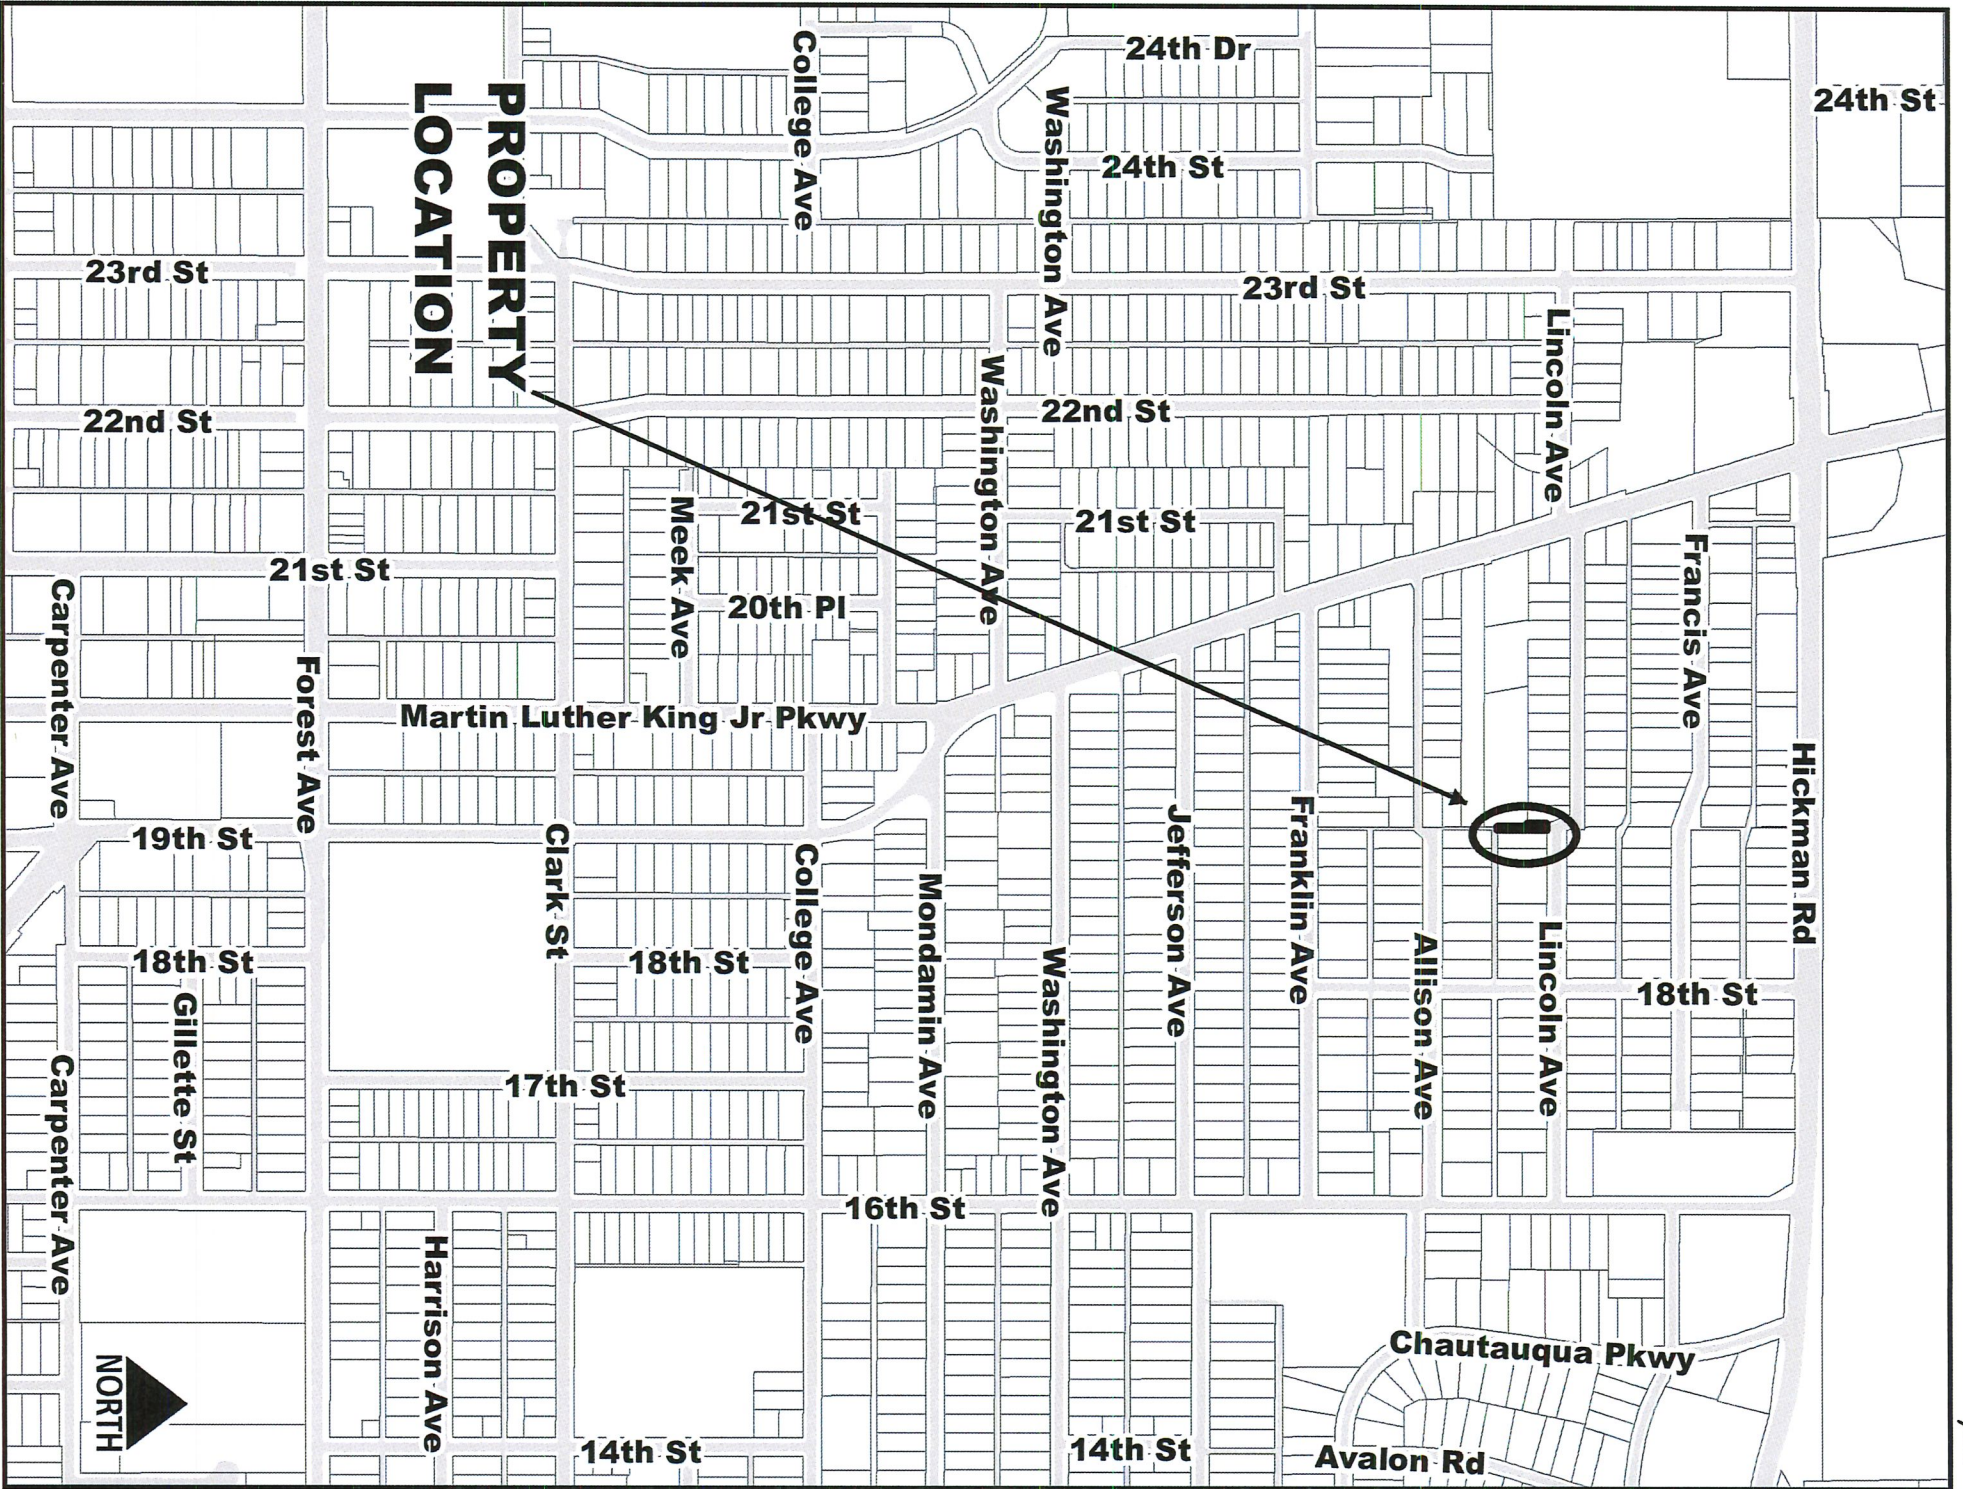 24th Dr
24th St
College Ave
Washington Ave
24th St
PROPERTY
LOCATION
23rd St
23rd St
Lincoln Ave
22nd St
22nd St
Washington Ave
21st St
21st St
21st St
Meek Ave
20th Pl
Francis Ave
Carpenter Ave
Forest Ave
Martin Luther King Jr Pkwy
Hickman Rd
19th St
Clark St
College Ave
Mondamin Ave
Jefferson Ave
Franklin Ave
Allison Ave
Lincoln Ave
Washington Ave
18th St
18th St
18th St
Gillette St
17th St
Carpenter Ave
16th St
Harrison Ave
Chautauqua Pkwy
NORTH
14th St
14th St
Avalon Rd